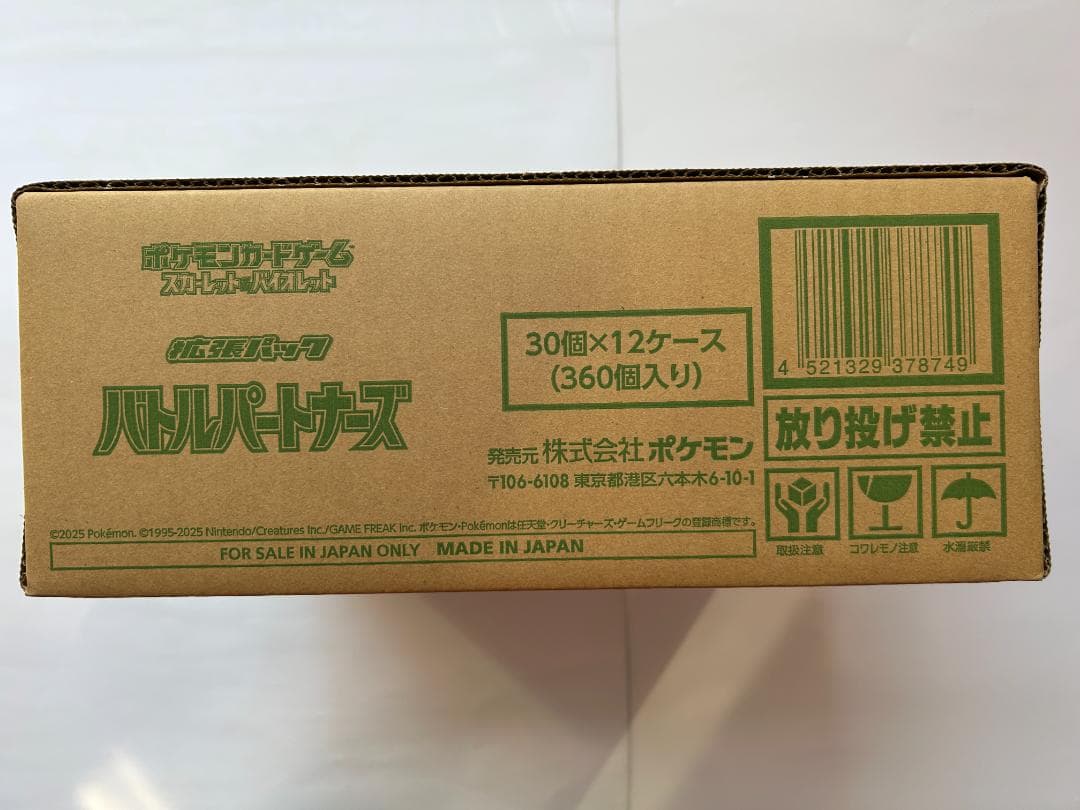 ポケモンカードゲーム
スカーレット&バイオレット
拡張パック
バトルパートナーズ
30個×12ケース
(360個入り)
発売元 株式会社 ポケモン
〒106-6108 東京都港区六本木6-10-1
4 521329 378749
放り投げ禁止
取扱注意 コワレモノ注意 水濡厳禁
©2025 Pokémon. ©1995-2025 Nintendo/Creatures Inc./GAME FREAK inc. ポケモン・Pokémonは任天堂・クリーチャーズ・ゲームフリークの登録商標です。
FOR SALE IN JAPAN ONLY MADE IN JAPAN